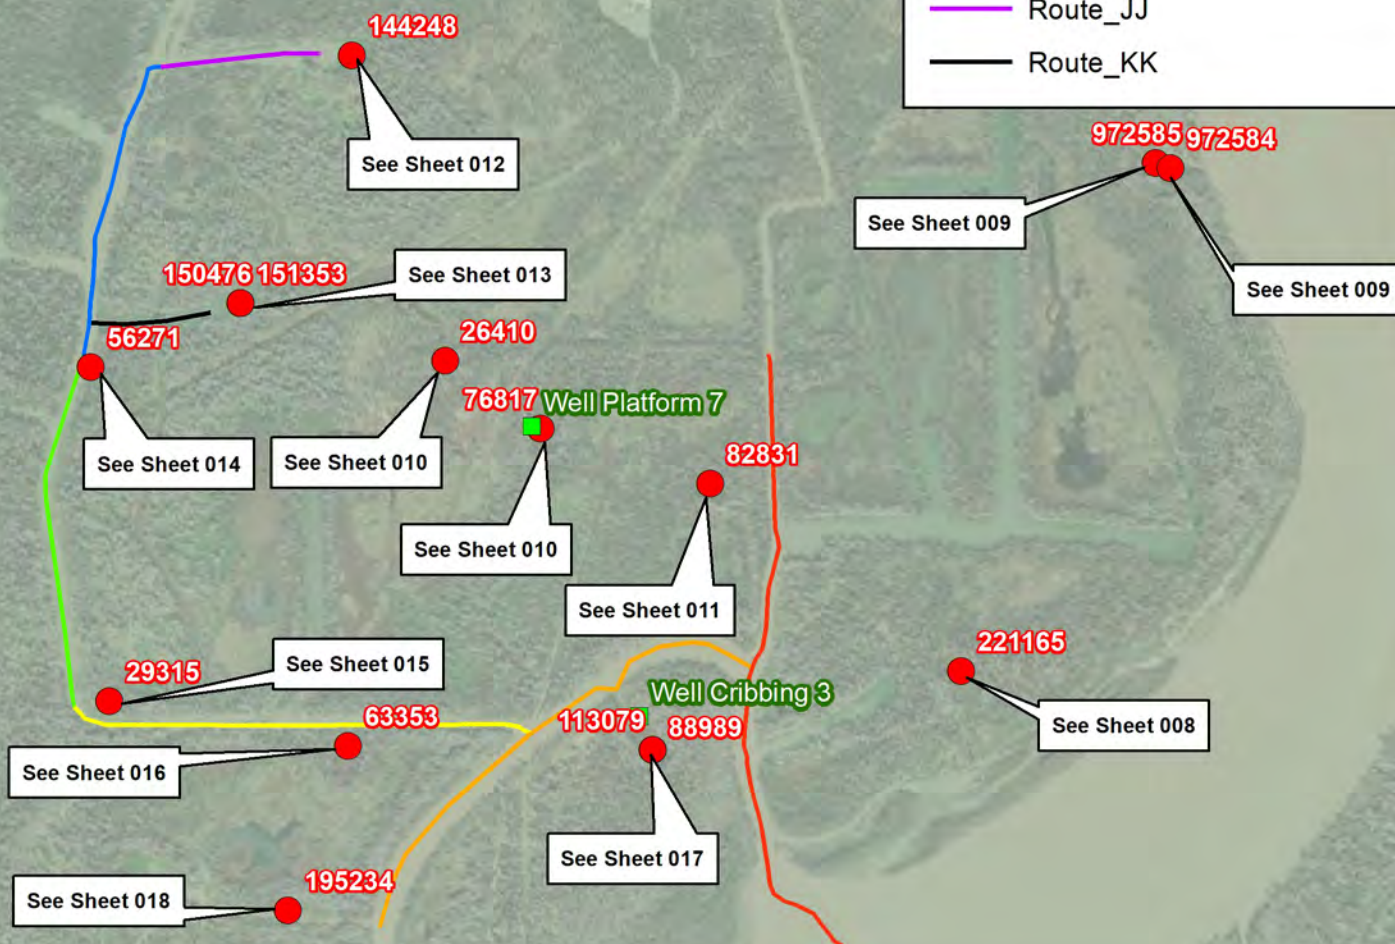 Route_JJ
144248
Route_KK
972585 972584
See Sheet 012
See Sheet 009
150476 151353
See Sheet 013
See Sheet 009
56271
26410
76817
Well Platform 7
See Sheet 014
See Sheet 010
82831
See Sheet 010
See Sheet 011
221165
29315
See Sheet 015
Well Cribbing 3
63353
113079
88989
See Sheet 008
See Sheet 016
See Sheet 017
195234
See Sheet 018